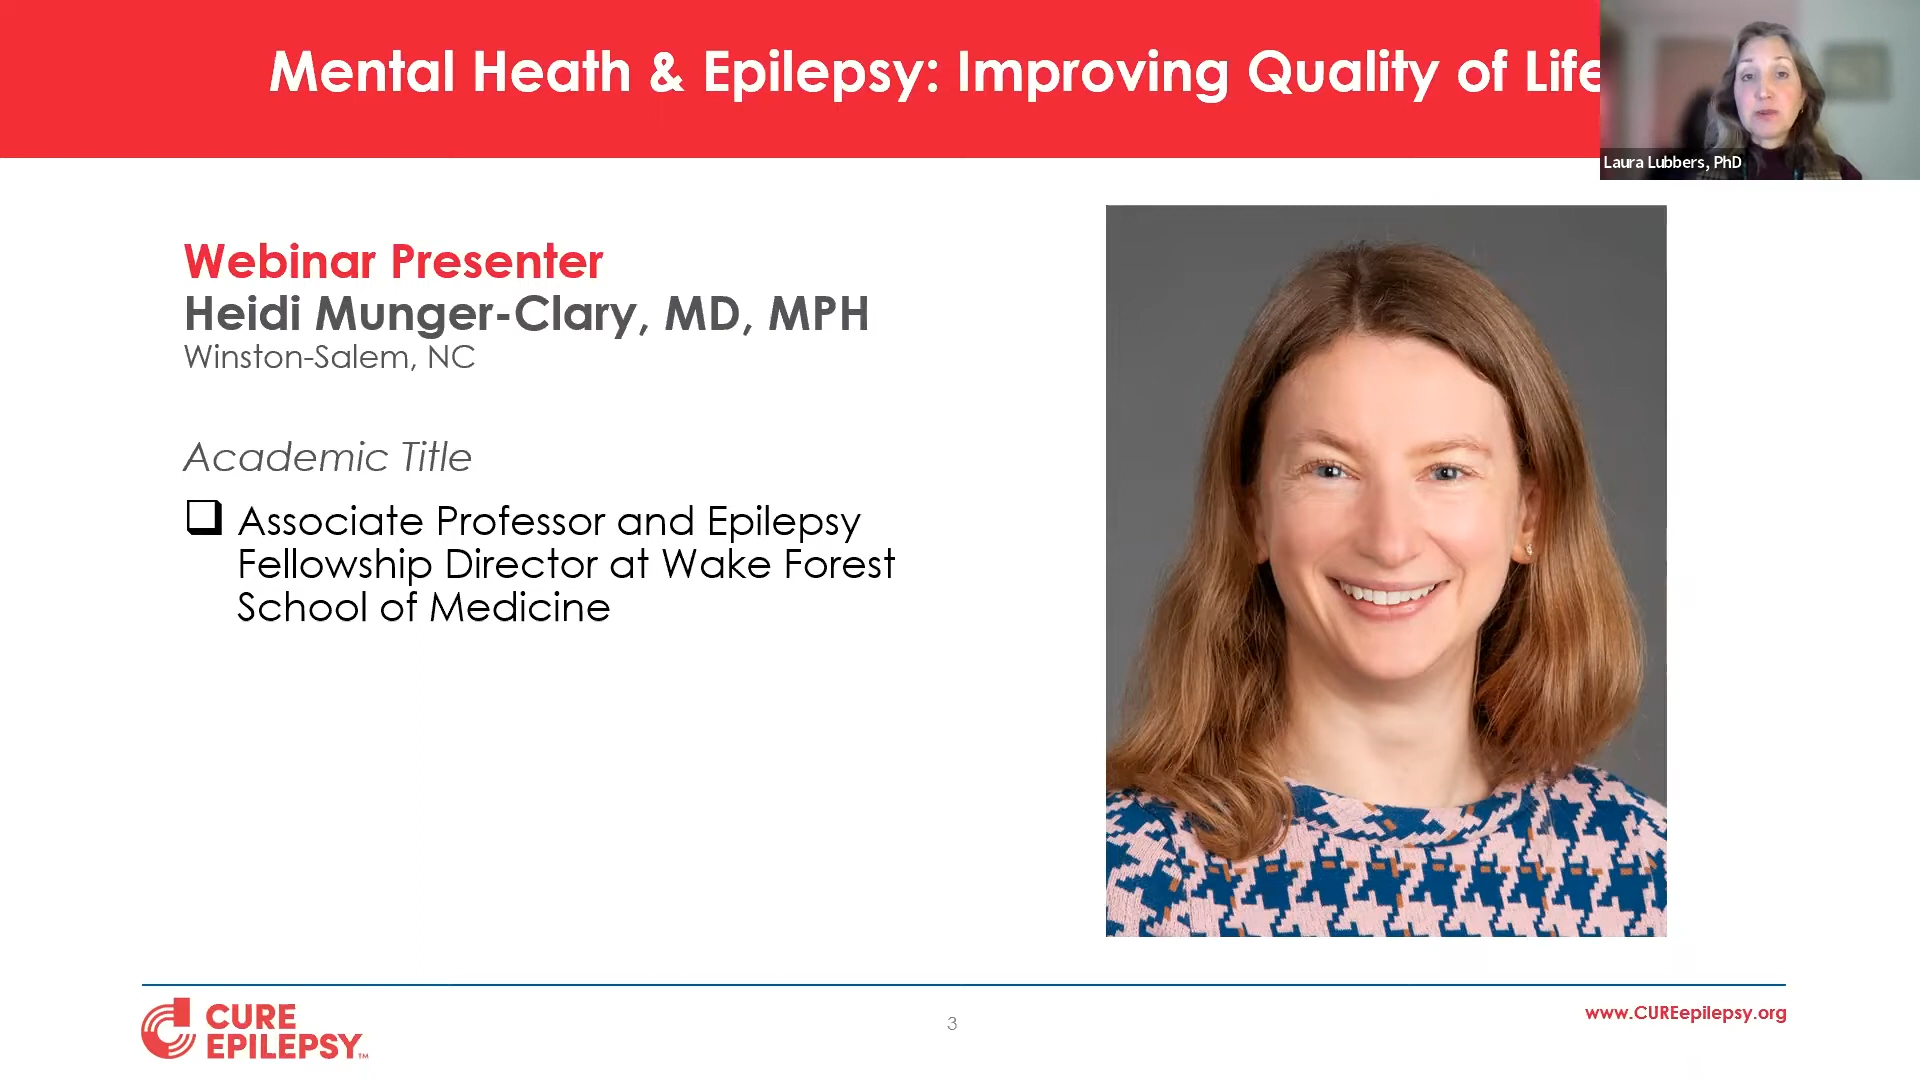 Mental Heath & Epilepsy: Improving Quality of Life
Laura Lubbers, PhD
Webinar Presenter
Heidi Munger-Clary, MD, MPH
Winston-Salem, NC
Academic Title
Associate Professor and Epilepsy
Fellowship Director at Wake Forest
School of Medicine
CURE
EPILEPSY™
3
www.CUREepilepsy.org